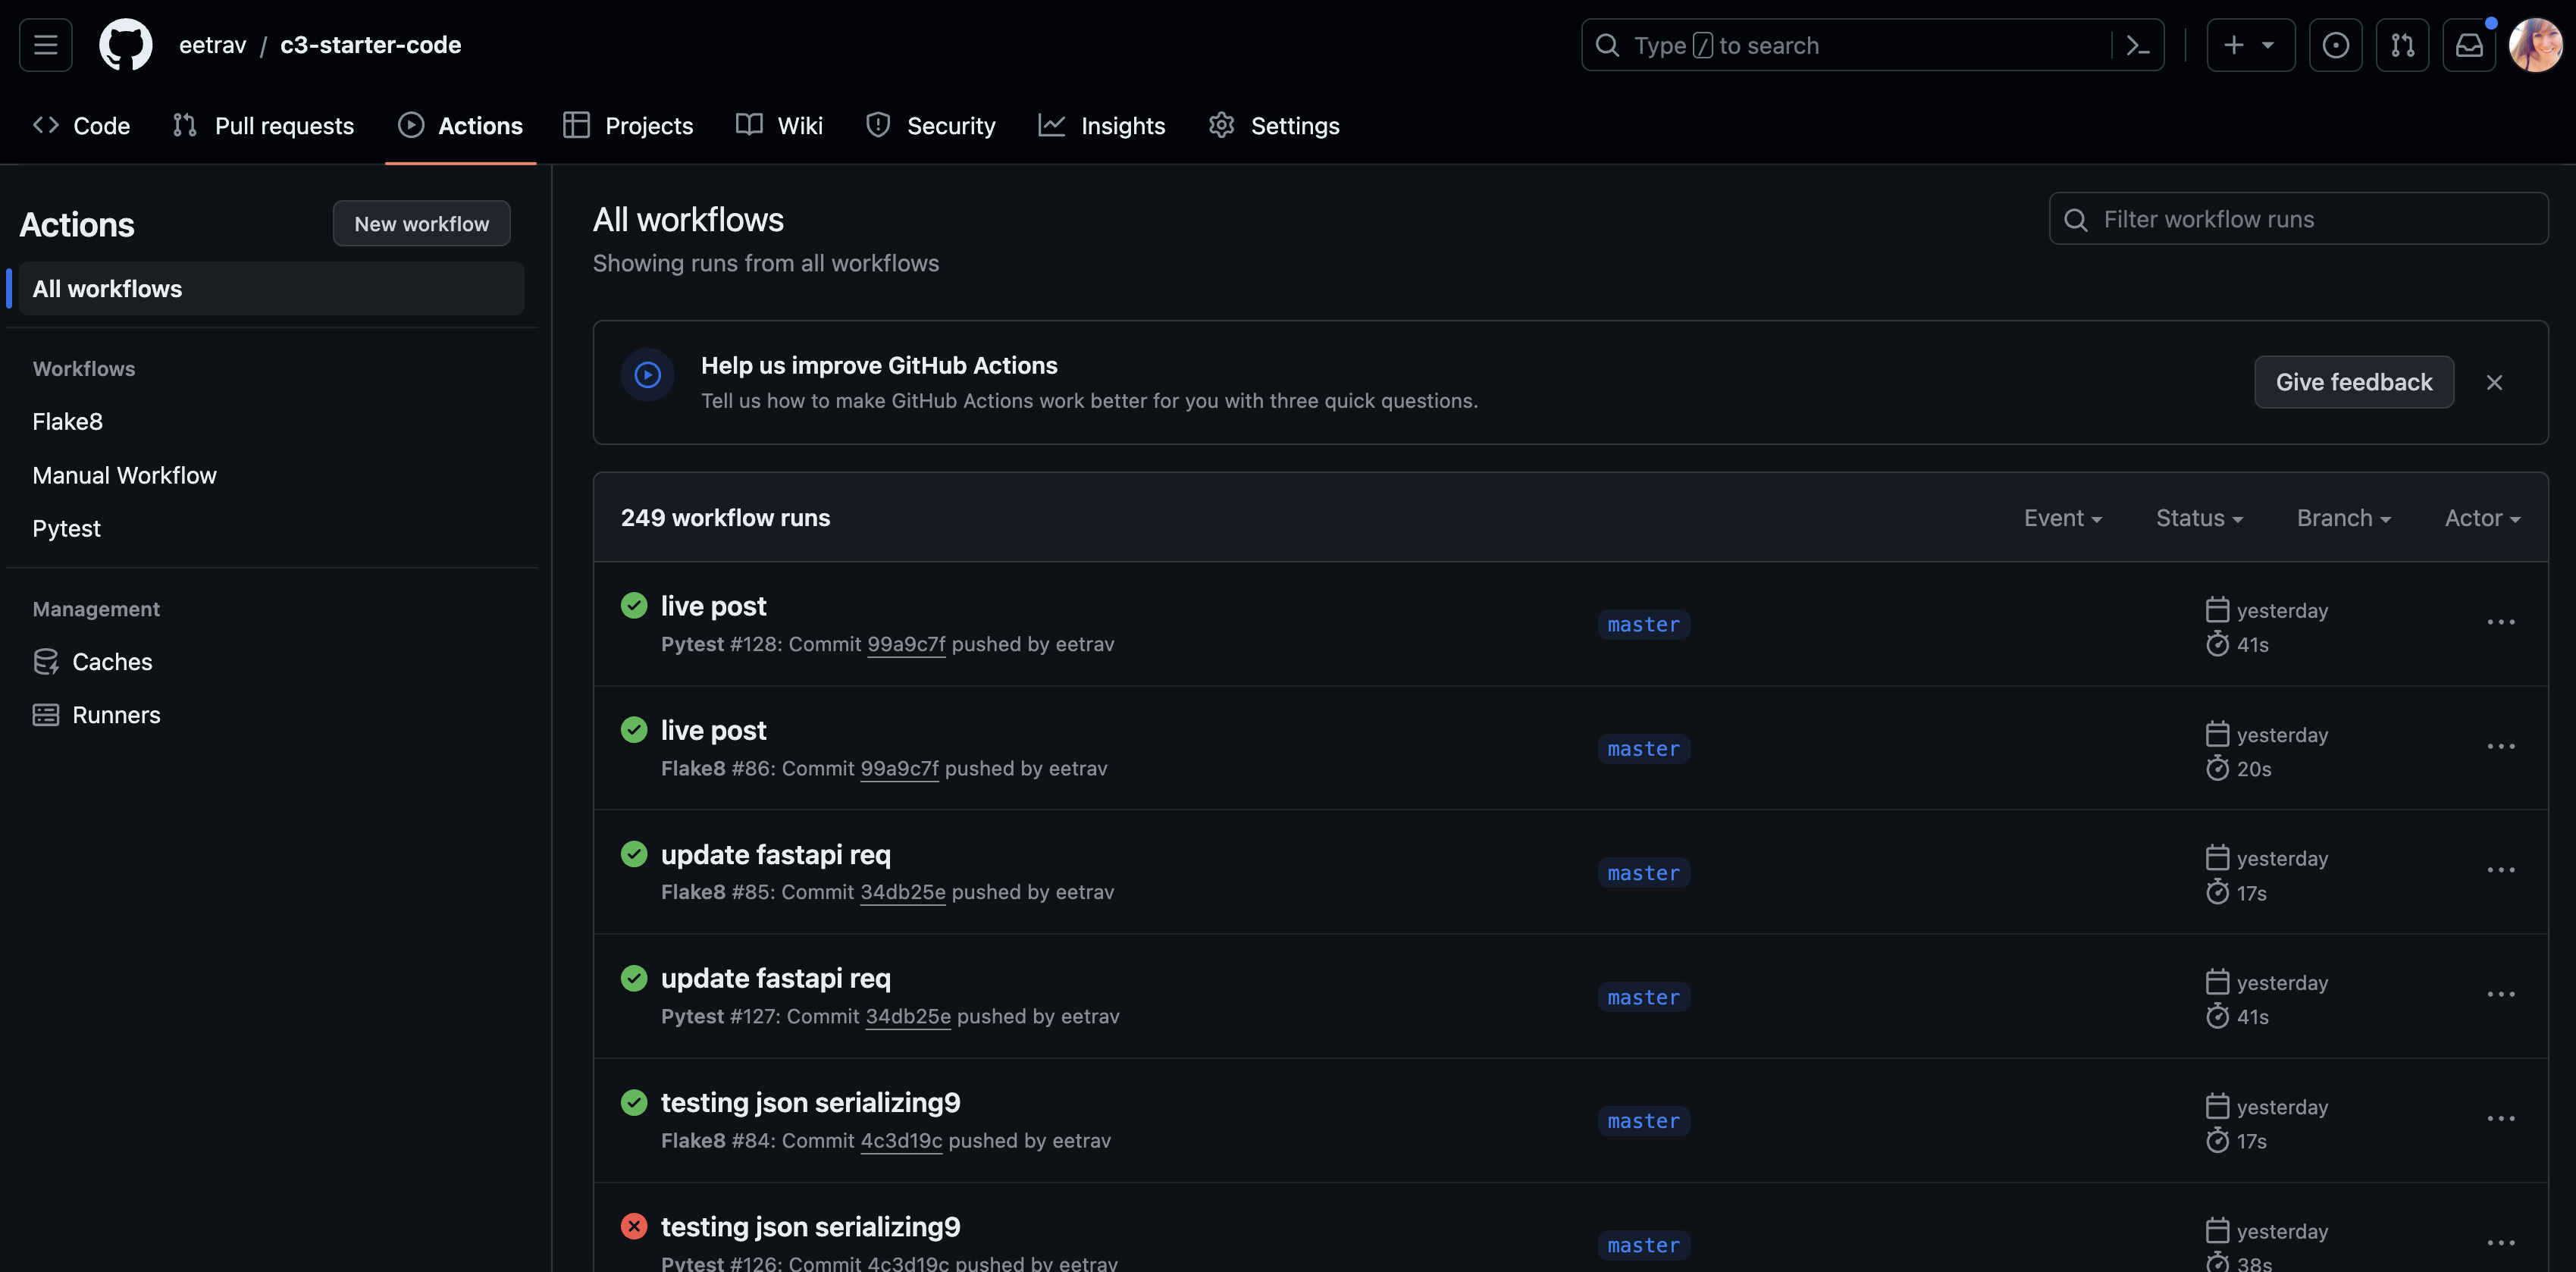 eetrav / c3-starter-code
Type / to search
Code
Pull requests
Actions
Projects
Wiki
Security
Insights
Settings
Actions
New workflow
All workflows
Workflows
Flake8
Manual Workflow
Pytest
Management
Caches
Runners
All workflows
Showing runs from all workflows
Filter workflow runs
Help us improve GitHub Actions
Tell us how to make GitHub Actions work better for you with three quick questions.
Give feedback
249 workflow runs
Event
Status
Branch
Actor
live post
Pytest #128: Commit 99a9c7f pushed by eetrav
master
yesterday
41s
live post
Flake8 #86: Commit 99a9c7f pushed by eetrav
master
yesterday
20s
update fastapi req
Flake8 #85: Commit 34db25e pushed by eetrav
master
yesterday
17s
update fastapi req
Pytest #127: Commit 34db25e pushed by eetrav
master
yesterday
41s
testing json serializing9
Flake8 #84: Commit 4c3d19c pushed by eetrav
master
yesterday
17s
testing json serializing9
Pytest #126: Commit 4c3d19c pushed by eetrav
master
yesterday
38s